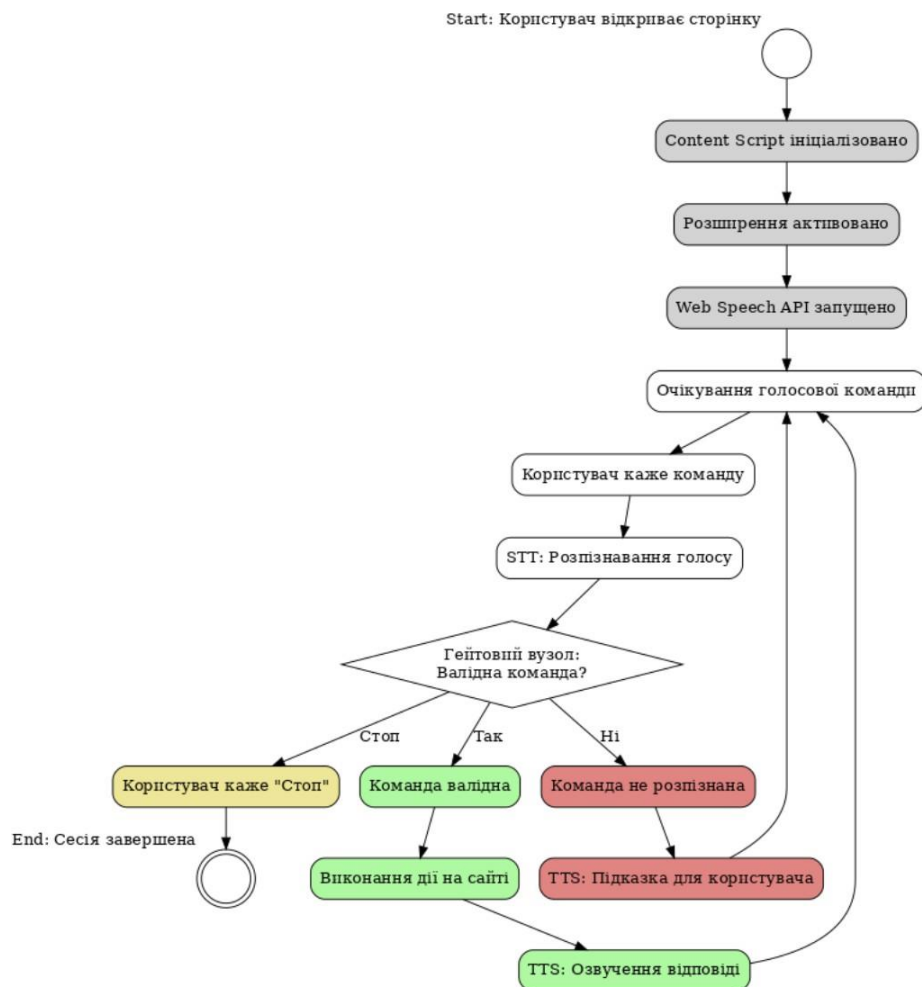 Start: Користувач відкриває сторінку
Content Script ініціалізовано
Розширення активовано
Web Speech API запущено
Очікування голосової команди
Користувач каже команду
STT: Розпізнавання голосу
Гейтовий вузол:
Валідна команда?
Стоп
Так
Ні
Користувач каже "Стоп"
Команда валідна
Команда не розпізнана
End: Сесія завершена
Виконання дії на сайті
TTS: Підказка для користувача
TTS: Озвучення відповіді